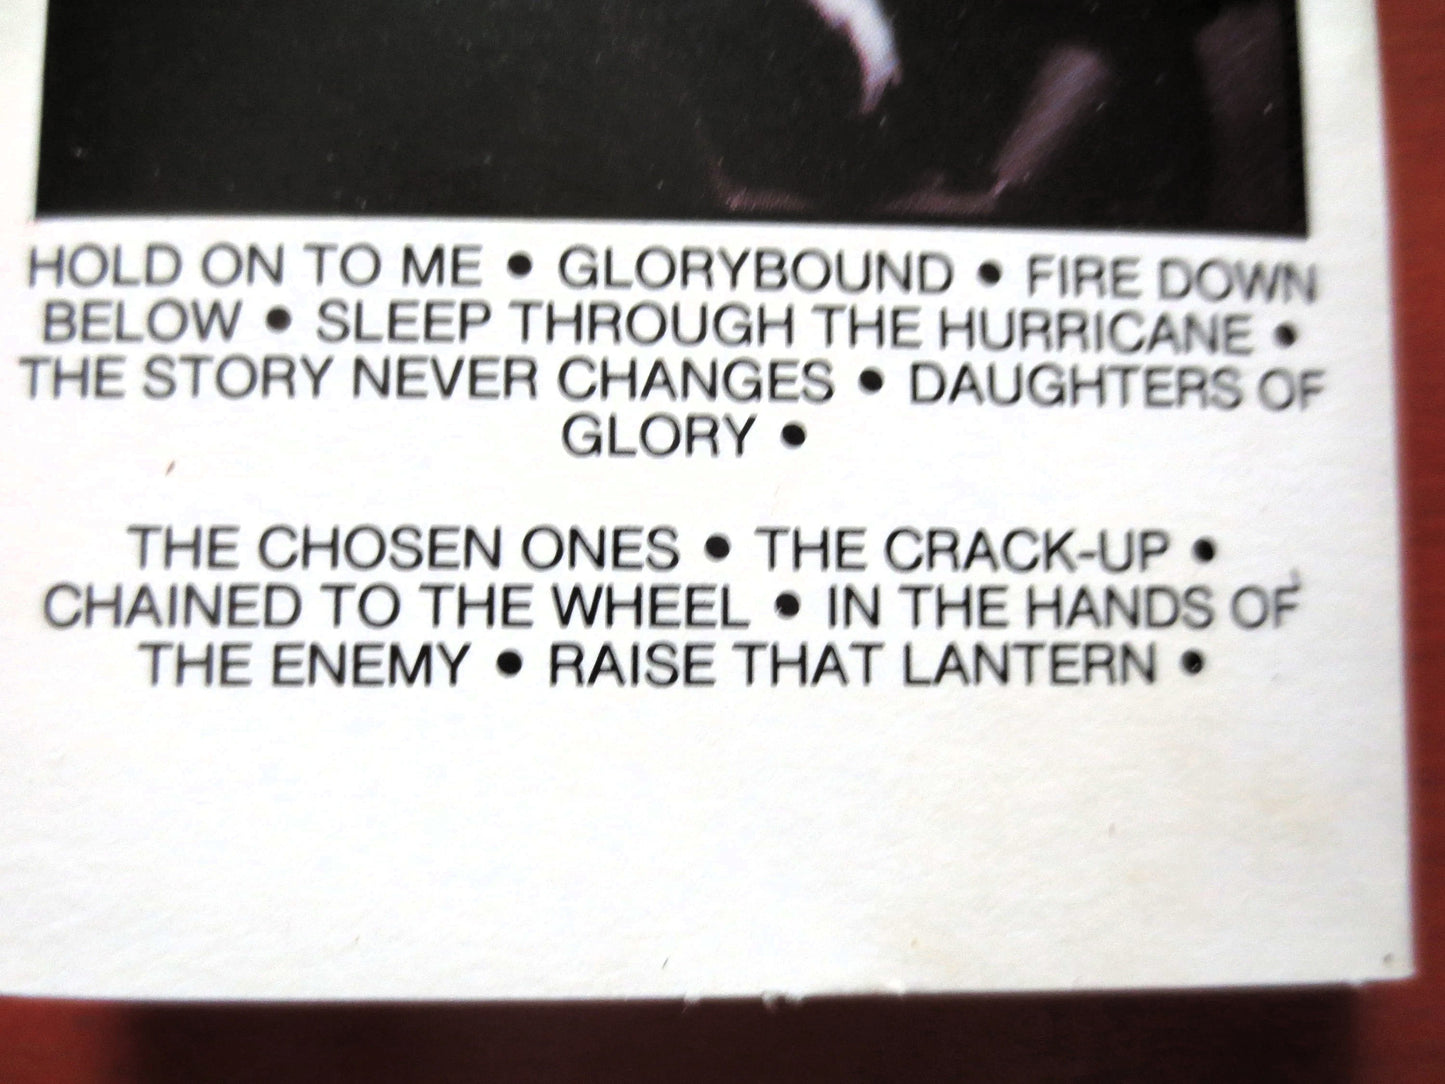 HOLD ON TO ME • GLORYBOUND • FIRE DOWN
BELOW • SLEEP THROUGH THE HURRICANE •
THE STORY NEVER CHANGES • DAUGHTERS OF
GLORY •
THE CHOSEN ONES • THE CRACK-UP •
CHAINED TO THE WHEEL • IN THE HANDS OF
THE ENEMY • RAISE THAT LANTERN •